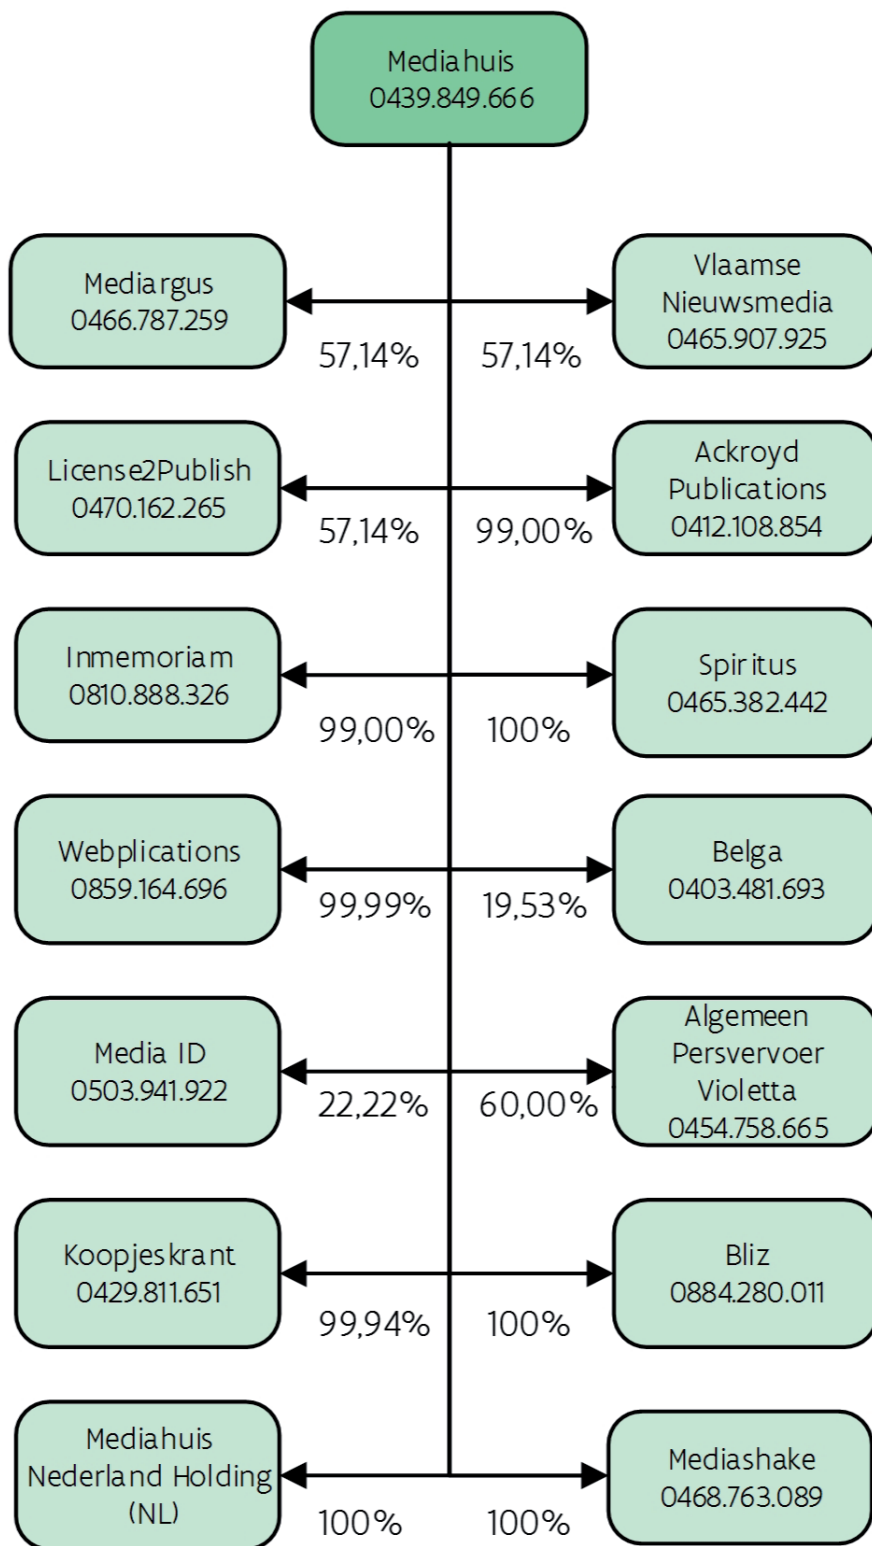 Mediahuis
0439.849.666
Mediargus
0466.787.259
Vlaamse
Nieuwsmedia
0465.907.925
57,14%
57,14%
License2Publish
0470.162.265
Ackroyd
Publications
0412.108.854
57,14%
99,00%
Inmemoriam
0810.888.326
Spiritus
0465.382.442
99,00%
100%
Webplications
0859.164.696
Belga
0403.481.693
99,99%
19,53%
Media ID
0503.941.922
Algemeen
Persvervoer
Violetta
0454.758.665
22,22%
60,00%
Koopjeskrant
0429.811.651
Bliz
0884.280.011
99,94%
100%
Mediahuis
Nederland Holding
(NL)
Mediashake
0468.763.089
100%
100%